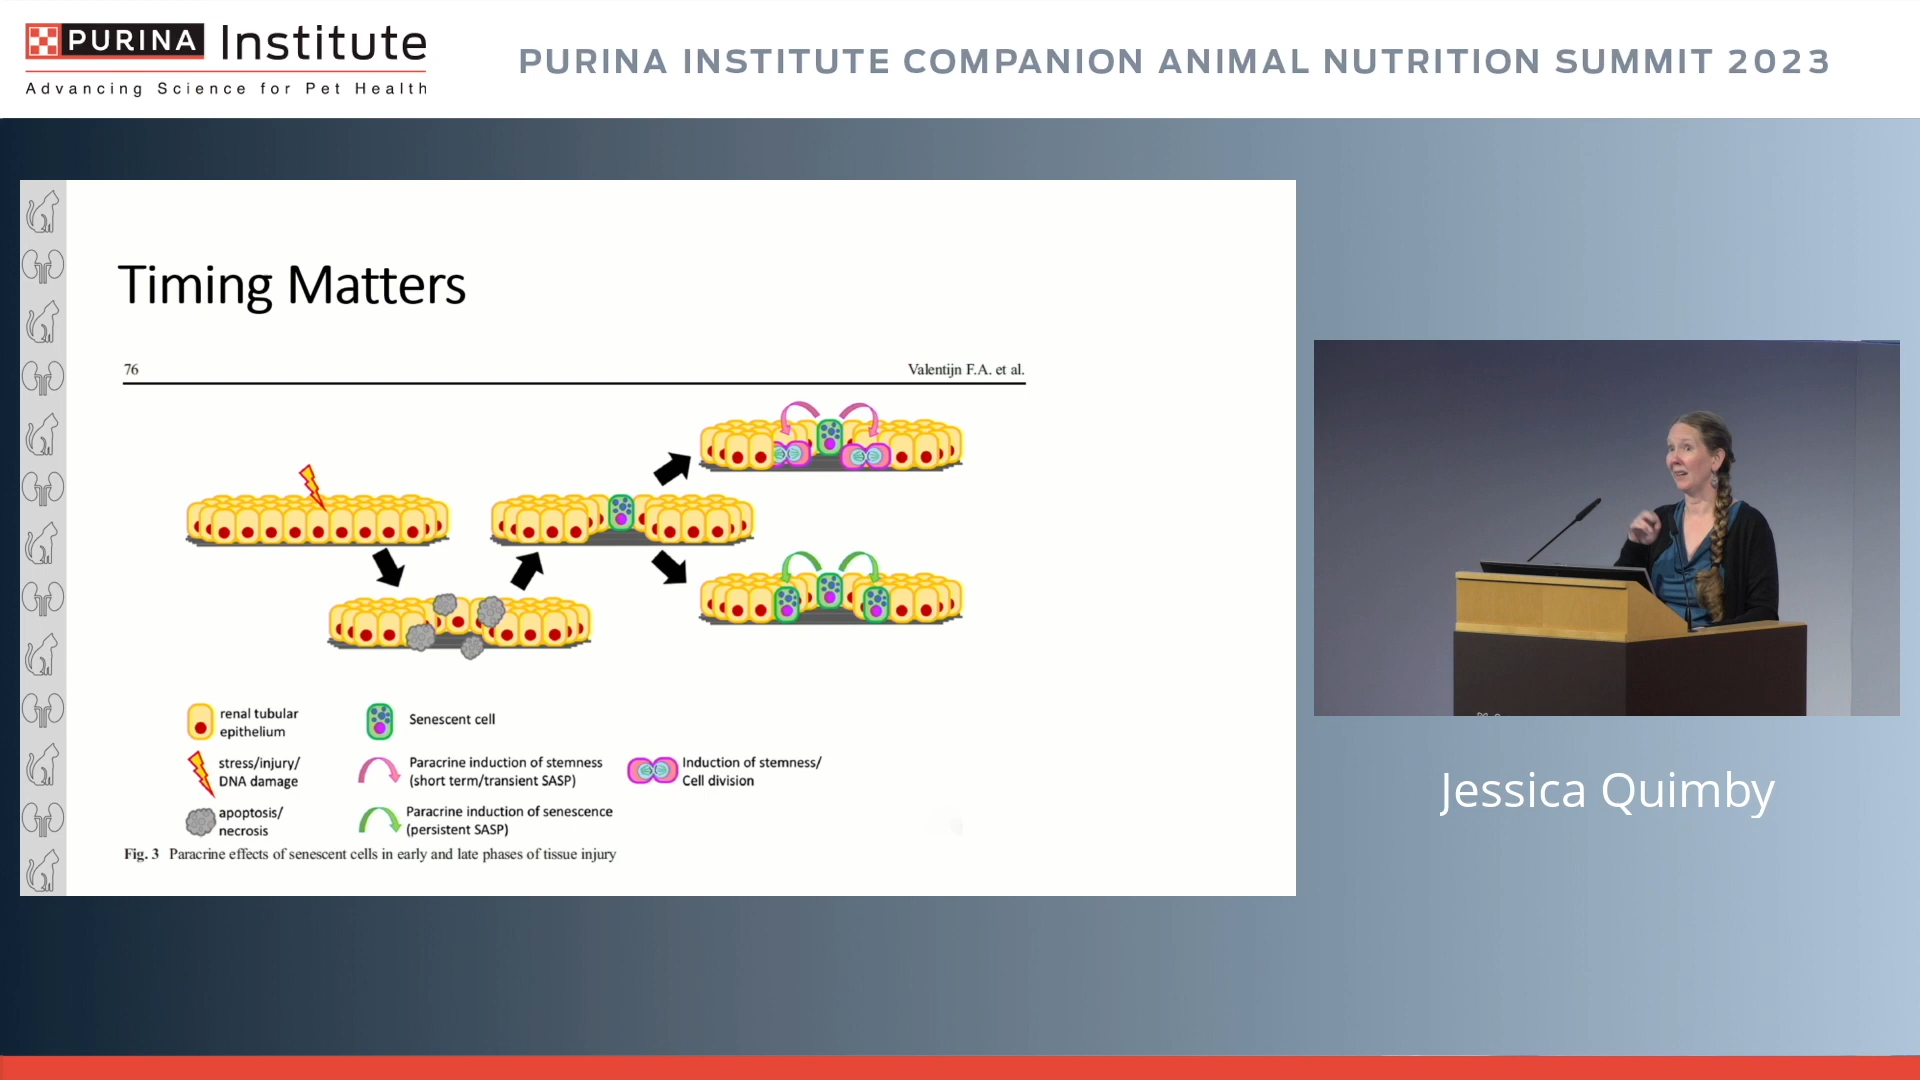 PURINA Institute
Advancing Science for Pet Health
PURINA INSTITUTE COMPANION ANIMAL NUTRITION SUMMIT 2023
Timing Matters
76
Valentijn F.A. et al.
renal tubular
epithelium
Senescent cell
stress/injury/
DNA damage
Paracrine induction of stemness
(short term/transient SASP)
Induction of stemness/
Cell division
apoptosis/
necrosis
Paracrine induction of senescence
(persistent SASP)
Fig. 3 Paracrine effects of senescent cells in early and late phases of tissue injury
Jessica Quimby